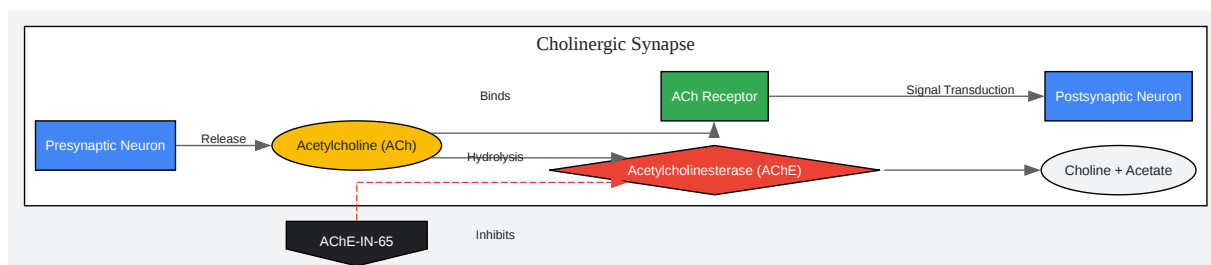 Cholinergic Synapse
Binds
ACh Receptor
Signal Transduction
Postsynaptic Neuron
Presynaptic Neuron
Release
Acetylcholine (ACh)
Hydrolysis
Acetylcholinesterase (AChE)
Choline + Acetate
AChE-IN-65
Inhibits